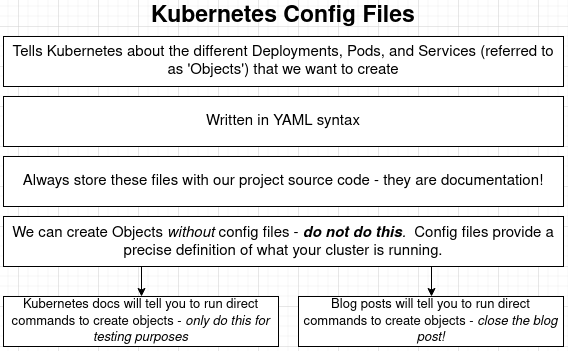 Kubernetes Config Files
Tells Kubernetes about the different Deployments, Pods, and Services (referred to
as 'Objects') that we want to create
Written in YAML syntax
Always store these files with our project source code - they are documentation!
We can create Objects without config files - do not do this.  Config files provide a
precise definition of what your cluster is running.
Kubernetes docs will tell you to run direct
commands to create objects - only do this for
testing purposes
Blog posts will tell you to run direct
commands to create objects - close the blog
post!